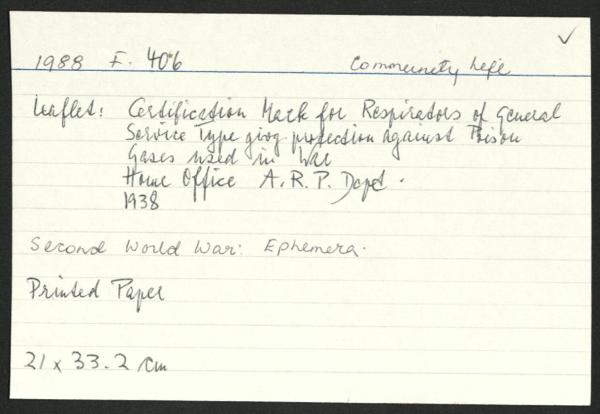 1988 F. 406 Community Life
Leaflet: Certification Mark for Respirators of General
Service Type givg protection against Poison
Gases used in War
Home Office A.R.P. Dept.
1938
Second World War: Ephemera.
Printed Paper
21 x 33.2 cm